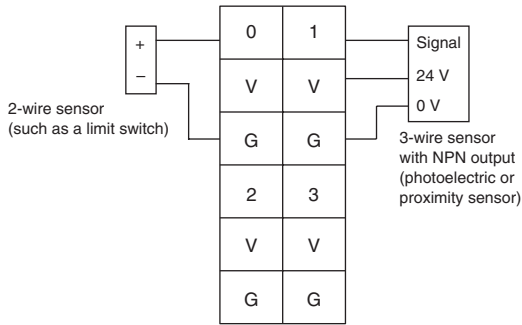 +
–
2-wire sensor
(such as a limit switch)
0 1
V V
G G
2 3
V V
G G
Signal
24 V
0 V
3-wire sensor
with NPN output
(photoelectric or
proximity sensor)